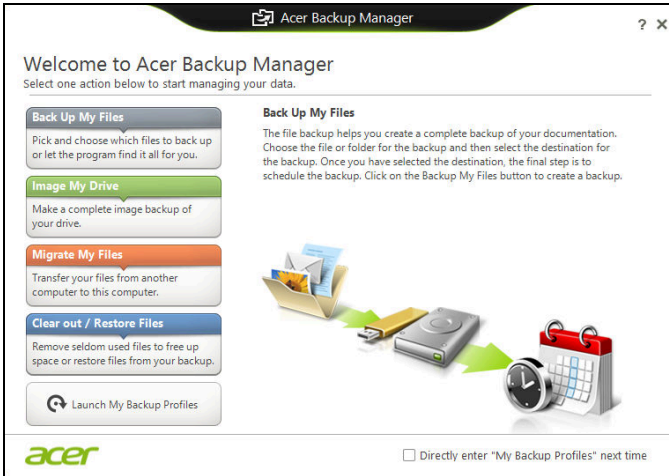 Acer Backup Manager
? X
Welcome to Acer Backup Manager
Select one action below to start managing your data.
Back Up My Files
Pick and choose which files to back up
or let the program find it all for you.
Image My Drive
Make a complete image backup of
your drive.
Migrate My Files
Transfer your files from another
computer to this computer.
Clear out / Restore Files
Remove seldom used files to free up
space or restore files from your backup.
Launch My Backup Profiles
Back Up My Files
The file backup helps you create a complete backup of your documentation.
Choose the file or folder for the backup and then select the destination for
the backup. Once you have selected the destination, the final step is to
schedule the backup. Click on the Backup My Files button to create a backup.
acer
Directly enter "My Backup Profiles" next time